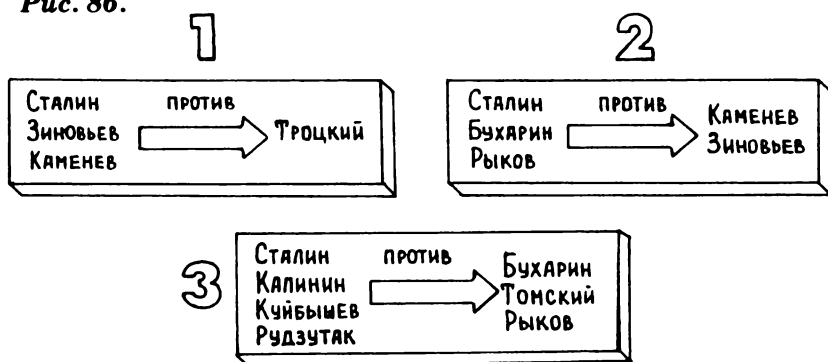 Рис. 86.
1
2
Сталин
Зиновьев
Каменев
против
Троцкий
Сталин
Бухарин
Рыков
против
Каменев
Зиновьев
3
Сталин
Калинин
Куйбышев
Рудзутак
против
Бухарин
Томский
Рыков